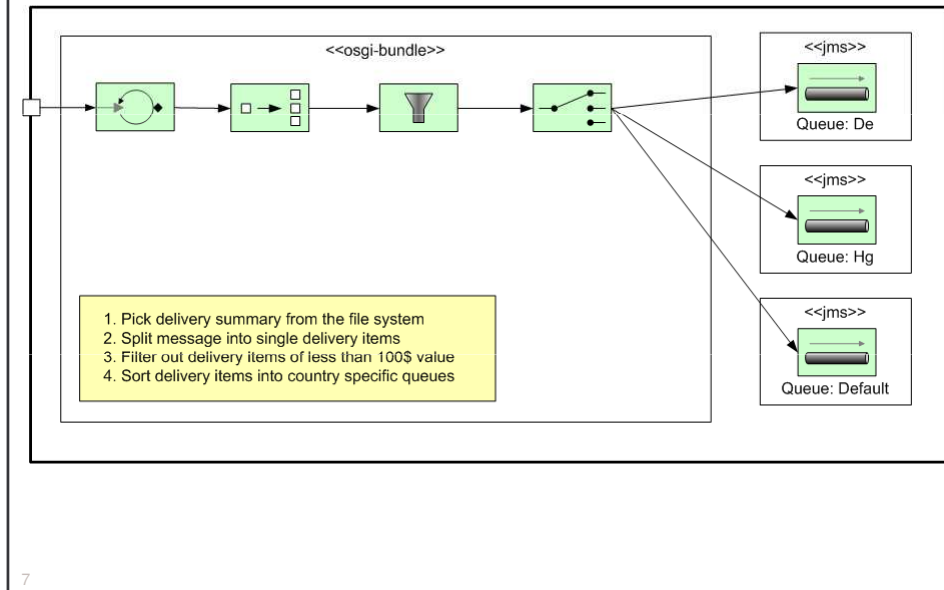 <<osgi-bundle>>
<<jms>>
Queue: De
<<jms>>
Queue: Hg
<<jms>>
Queue: Default
1. Pick delivery summary from the file system
2. Split message into single delivery items
3. Filter out delivery items of less than 100$ value
4. Sort delivery items into country specific queues
7